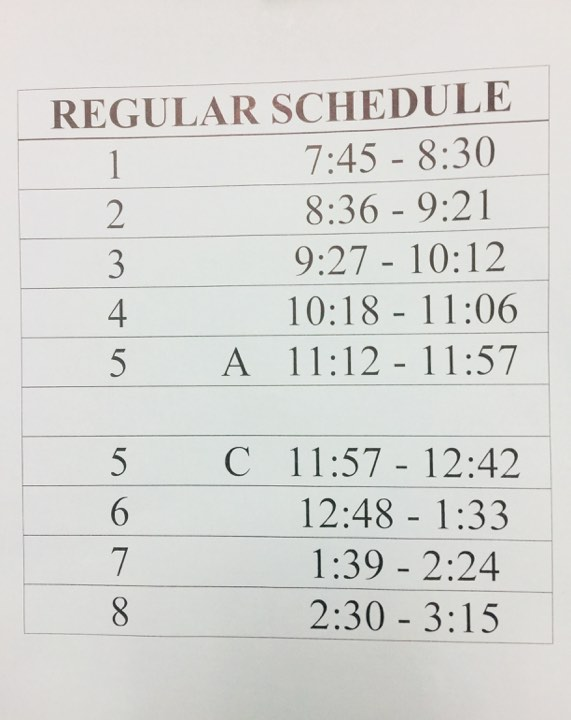 REGULAR SCHEDULE
1 7:45 - 8:30
2 8:36 - 9:21
3 9:27 - 10:12
4 10:18 - 11:06
5 A 11:12 - 11:57
5 C 11:57 - 12:42
6 12:48 - 1:33
7 1:39 - 2:24
8 2:30 - 3:15